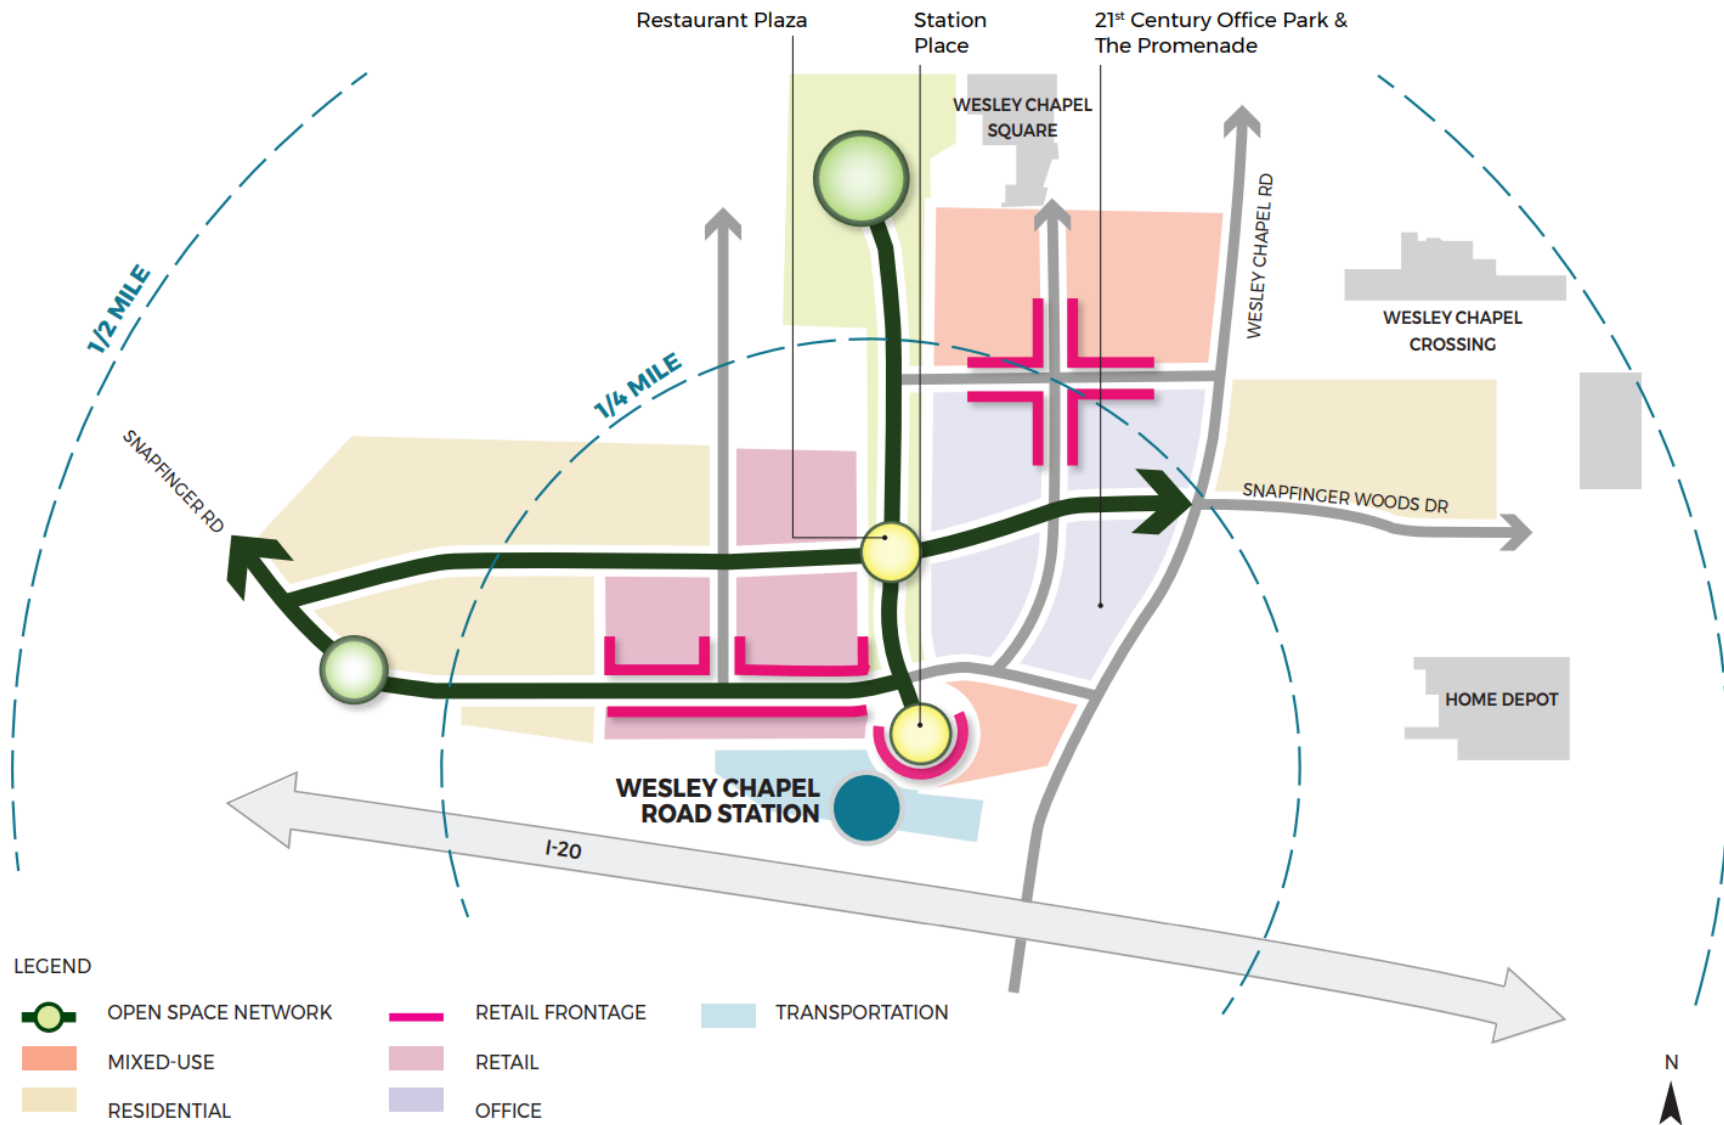 Restaurant Plaza
Station
Place
21st Century Office Park &
The Promenade
WESLEY CHAPEL
SQUARE
WESLEY CHAPEL RD
1/2 MILE
WESLEY CHAPEL
CROSSING
1/4 MILE
SNAPFINGER RD
SNAPFINGER WOODS DR
HOME DEPOT
WESLEY CHAPEL
ROAD STATION
I-20
LEGEND
OPEN SPACE NETWORK
RETAIL FRONTAGE
TRANSPORTATION
MIXED-USE
RETAIL
RESIDENTIAL
OFFICE
N